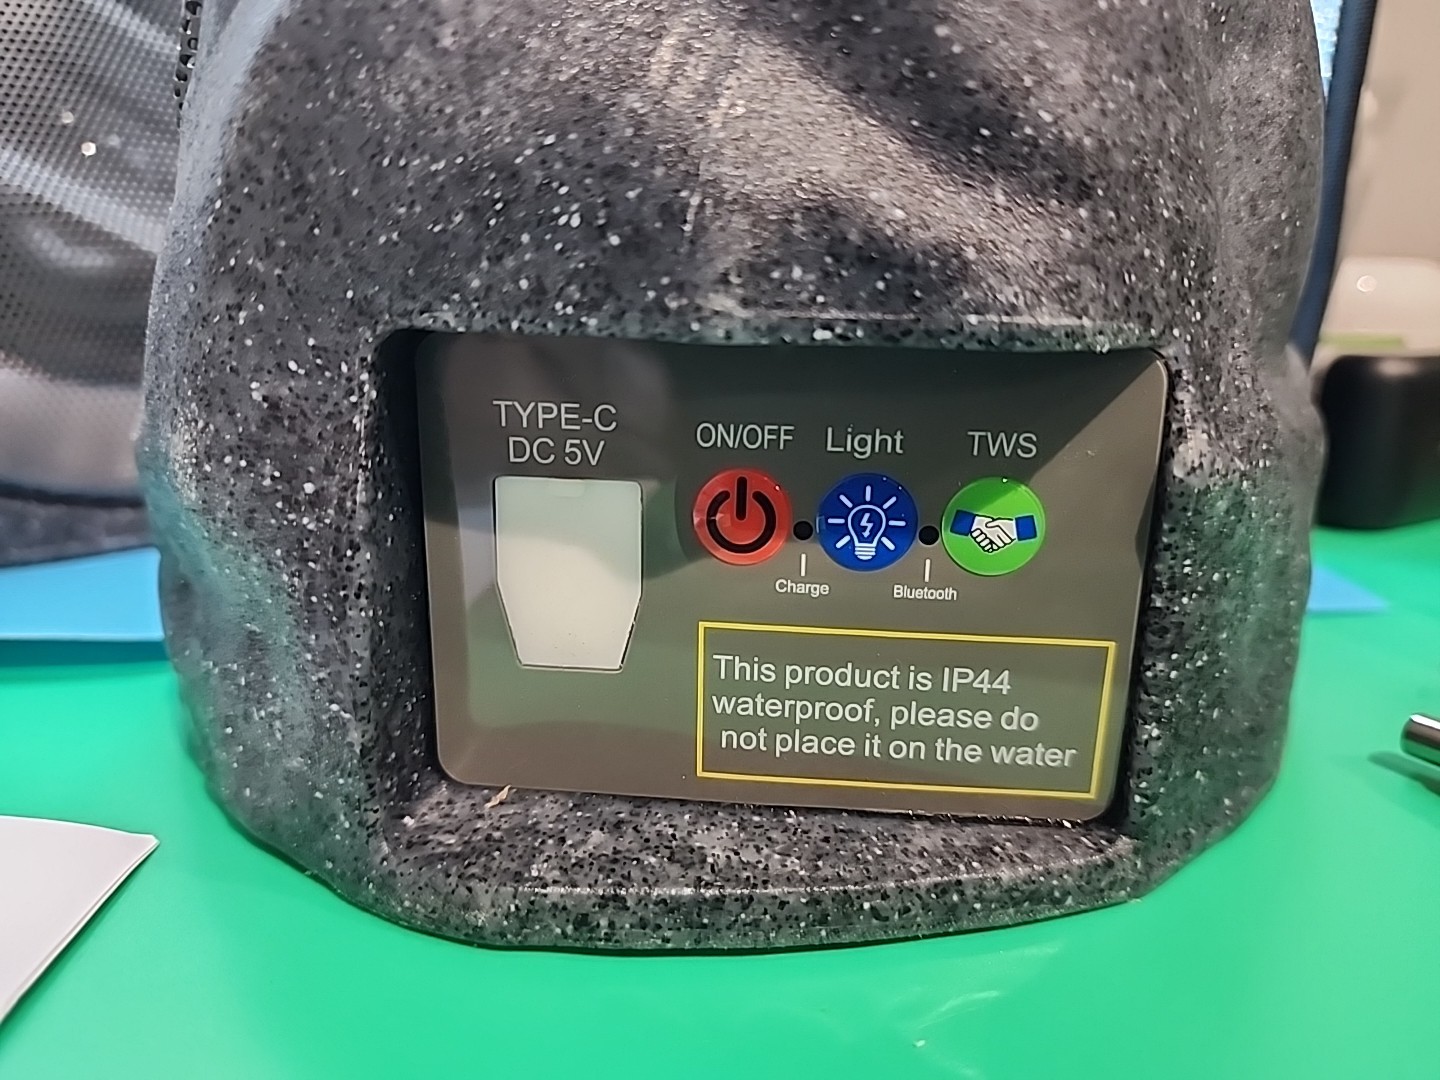 TYPE-C
DC 5V
ON/OFF
Light
TWS
Charge
Bluetooth
This product is IP44
waterproof, please do
not place it on the water